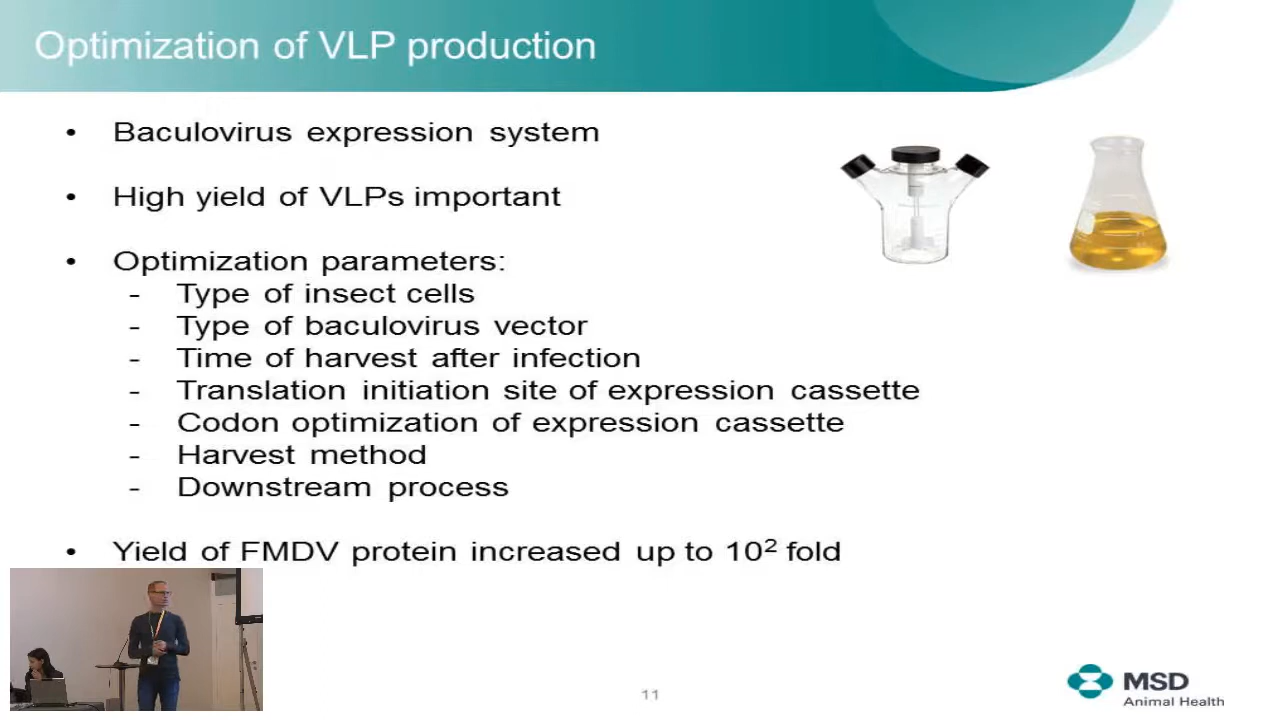 Optimization of VLP production
• Baculovirus expression system
• High yield of VLPs important
• Optimization parameters:
- Type of insect cells
- Type of baculovirus vector
- Time of harvest after infection
- Translation initiation site of expression cassette
- Codon optimization of expression cassette
- Harvest method
- Downstream process
• Yield of FMDV protein increased up to 10² fold
11
MSD
Animal Health